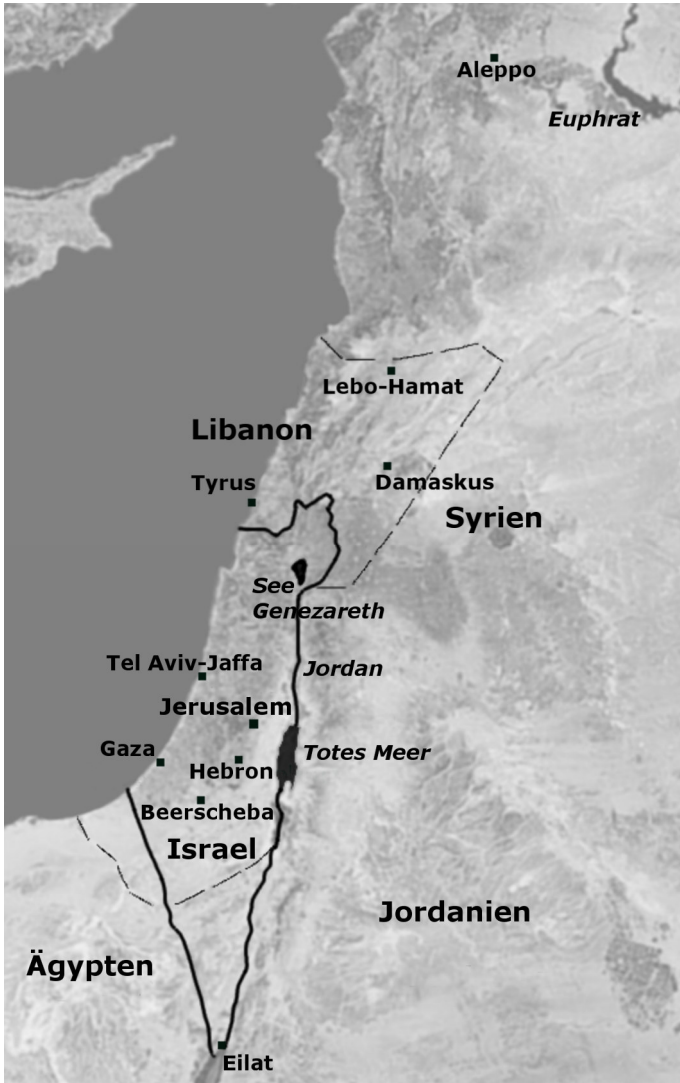 Aleppo
Euphrat
Lebo-Hamat
Libanon
Damaskus
Tyrus
Syrien
See
Genezareth
Tel Aviv-Jaffa
Jordan
Jerusalem
Gaza
Totes Meer
Hebron
Beerscheba
Israel
Jordanien
Ägypten
Eilat